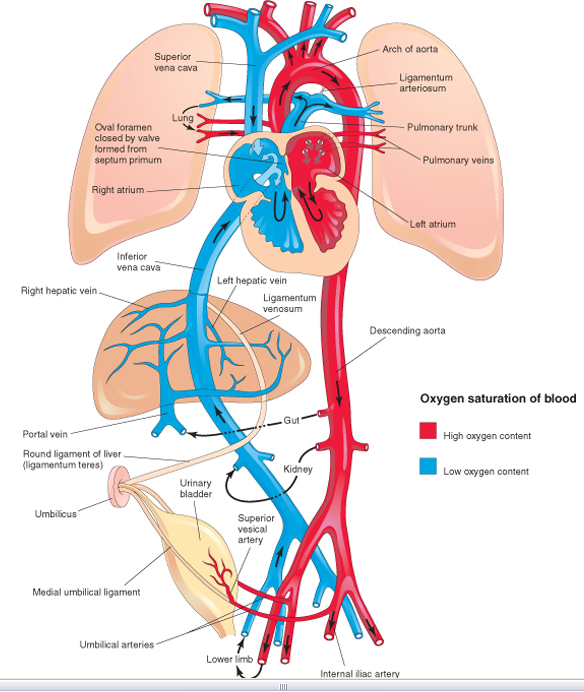 Superior
vena cava
Arch of aorta
Ligamentum
arteriosum
Lung
Oval foramen
closed by valve
formed from
septum primum
Pulmonary trunk
Pulmonary veins
Right atrium
Left atrium
Inferior
vena cava
Right hepatic vein
Left hepatic vein
Ligamentum
venosum
Descending aorta
Oxygen saturation of blood
High oxygen content
Low oxygen content
Gut
Portal vein
Round ligament of liver
(ligamentum teres)
Kidney
Urinary
bladder
Umbilicus
Superior
vesical
artery
Medial umbilical ligament
Umbilical arteries
Lower limb
Internal iliac artery